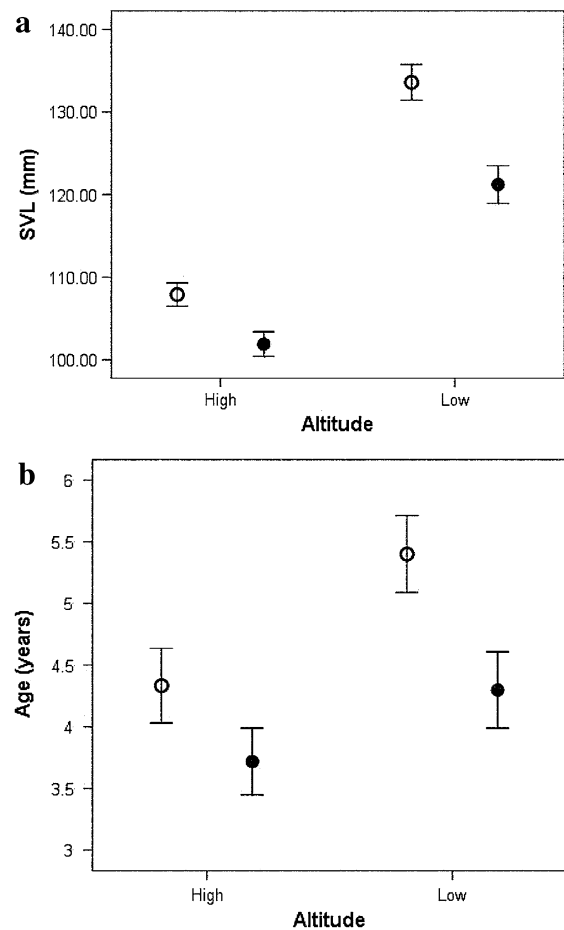 a
140.00
130.00
120.00
110.00
100.00
SVL (mm)
High
Low
Altitude
b
6
5.5
5
4.5
4
3.5
3
Age (years)
High
Low
Altitude